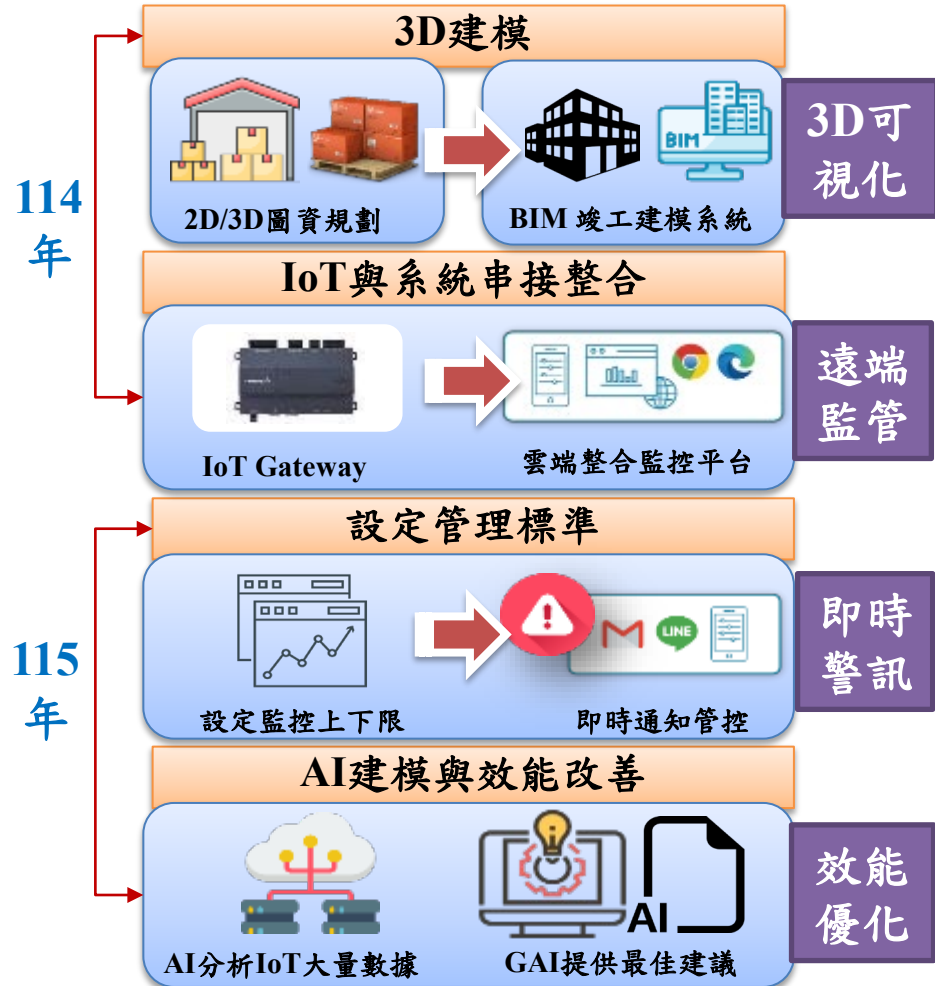 3D建模
114
年
2D/3D圖資規劃
BIM
BIM 竣工建模系統
3D可
視化
IoT與系統串接整合
IoT Gateway
雲端整合監控平台
遠端
監管
設定管理標準
115
年
設定監控上下限
LINE
即時通知管控
即時
警訊
AI建模與效能改善
AI分析IoT大量數據
AI
GAI提供最佳建議
效能
優化